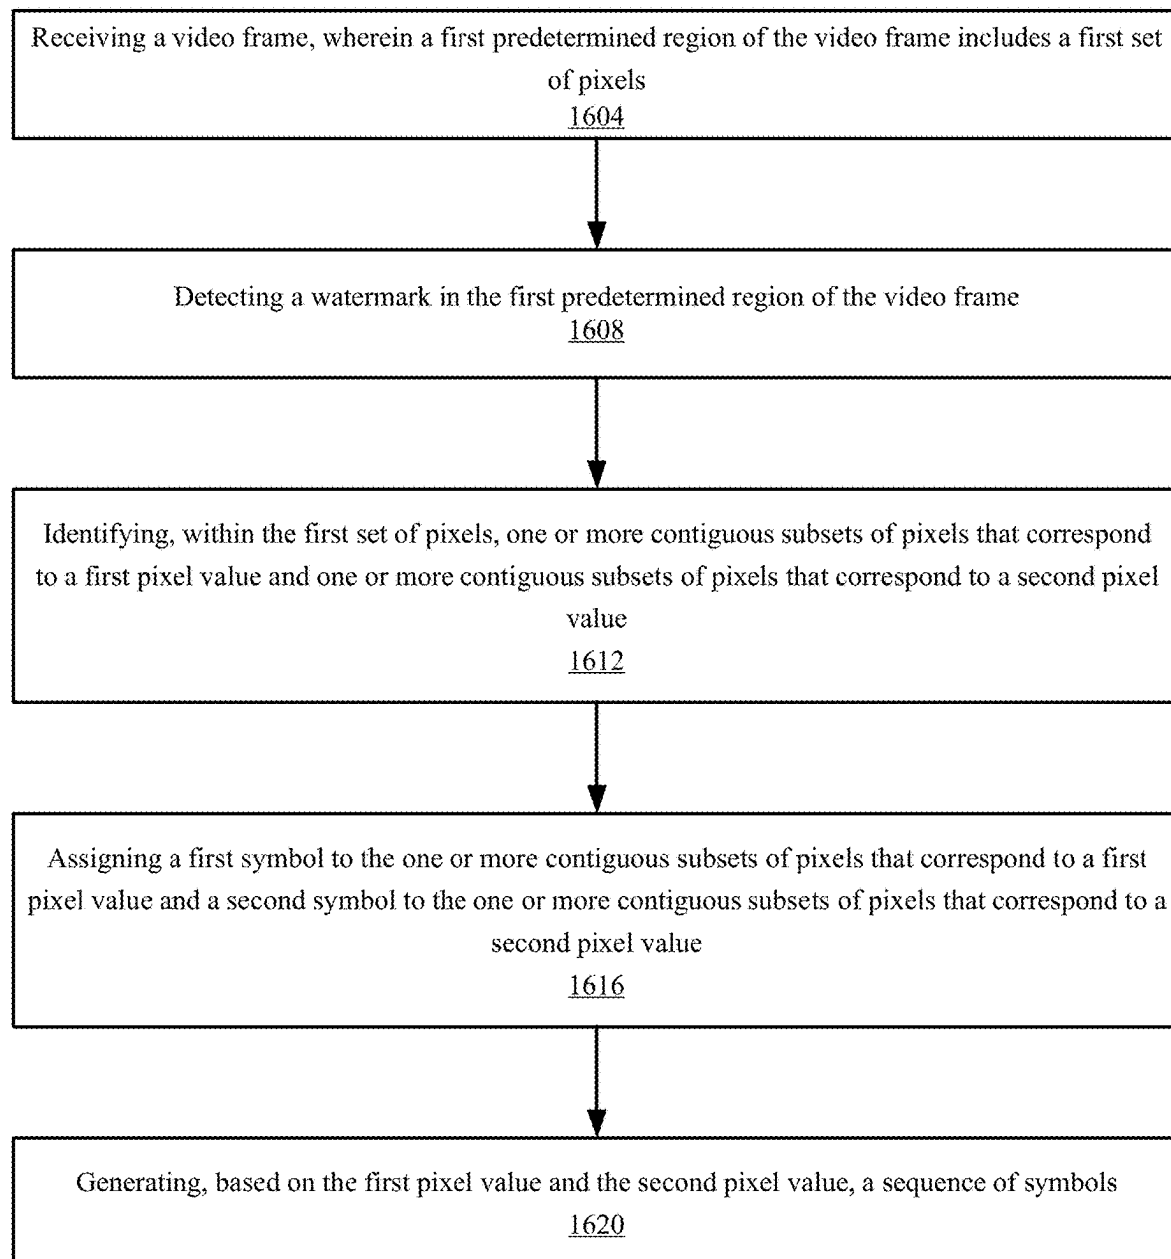 Receiving a video frame, wherein a first predetermined region of the video frame includes a first set
of pixels
1604
Detecting a watermark in the first predetermined region of the video frame
1608
Identifying, within the first set of pixels, one or more contiguous subsets of pixels that correspond
to a first pixel value and one or more contiguous subsets of pixels that correspond to a second pixel
value
1612
Assigning a first symbol to the one or more contiguous subsets of pixels that correspond to a first
pixel value and a second symbol to the one or more contiguous subsets of pixels that correspond to a
second pixel value
1616
Generating, based on the first pixel value and the second pixel value, a sequence of symbols
1620